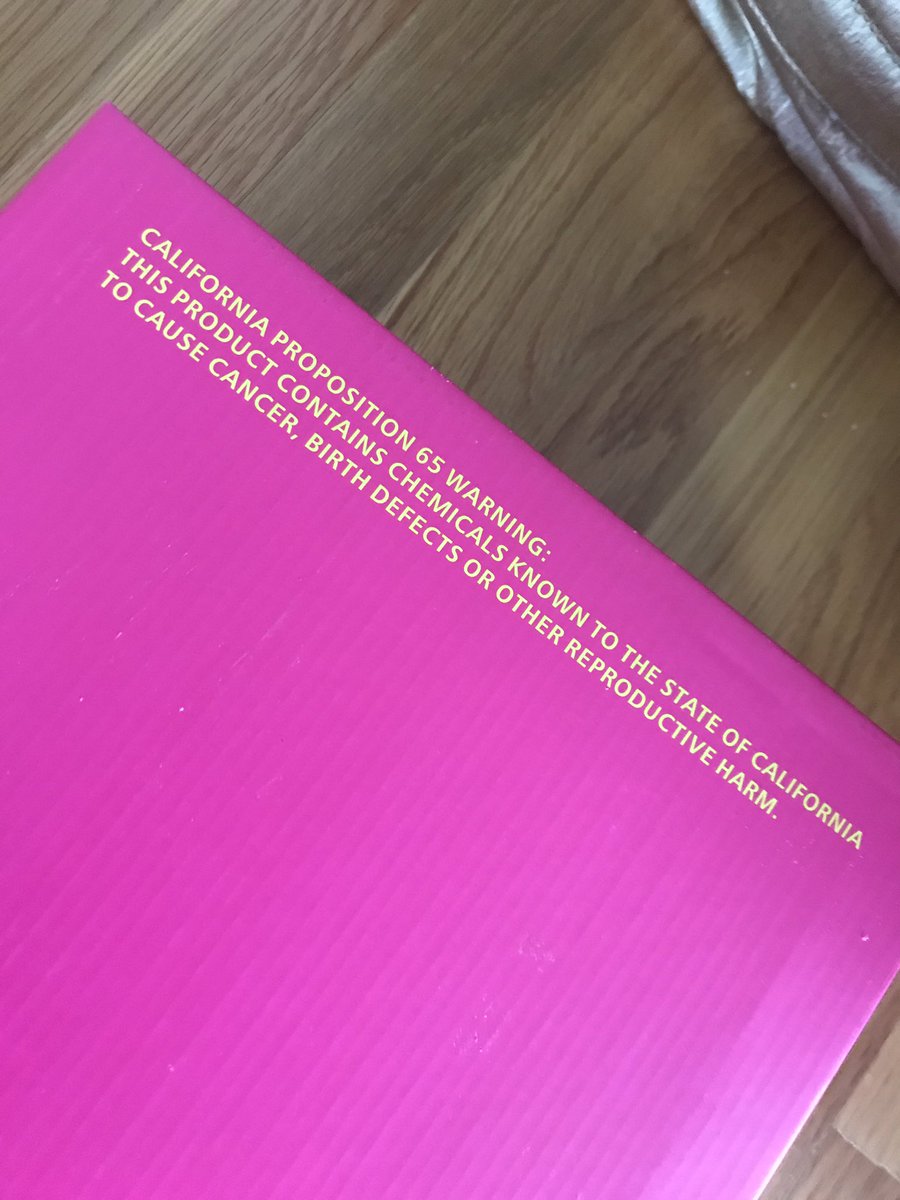 CALIFORNIA PROPOSITION 65 WARNING:
THIS PRODUCT CONTAINS CHEMICALS KNOWN TO THE STATE OF CALIFORNIA
TO CAUSE CANCER, BIRTH DEFECTS OR OTHER REPRODUCTIVE HARM.